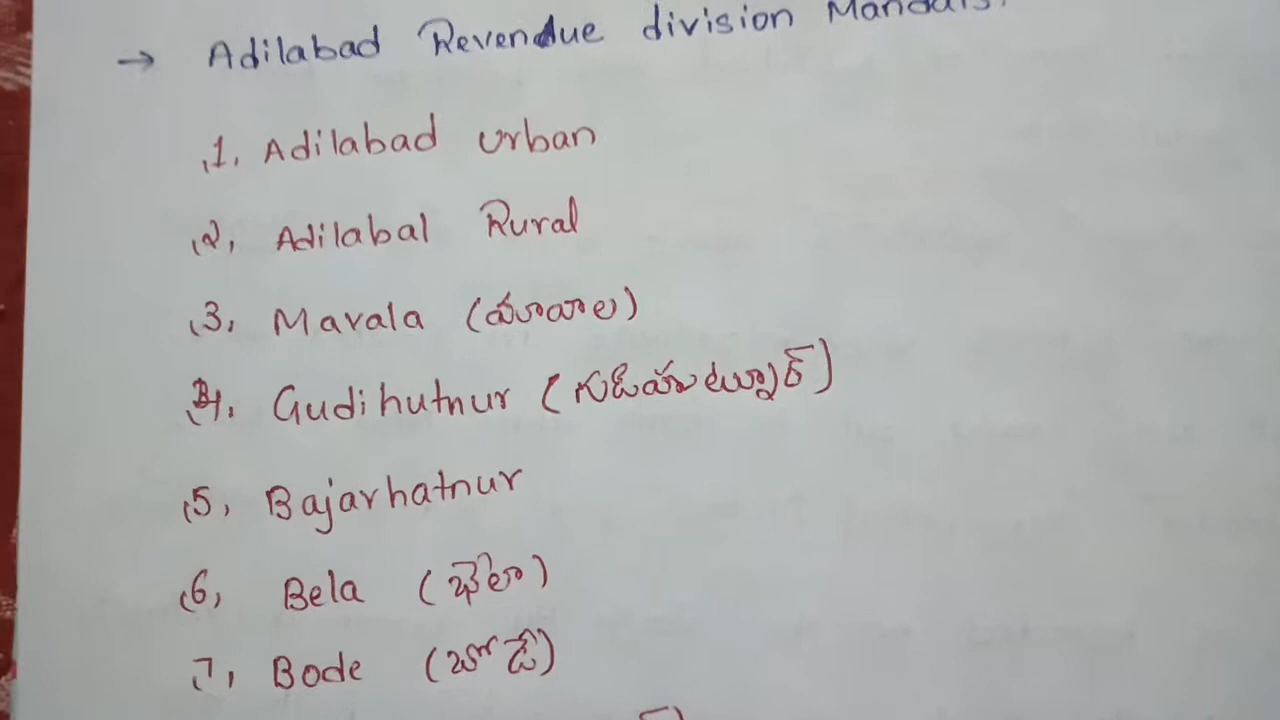 → Adilabad Revendue division Mandals.
1. Adilabad urban
2, Adilabal Rural
3. Mavala (మావాల)
4. Gudihutnur (గుడిహట్నూర్)
5, Bajarhatnur
6, Bela (భేలా)
7, Bode (బోడే)